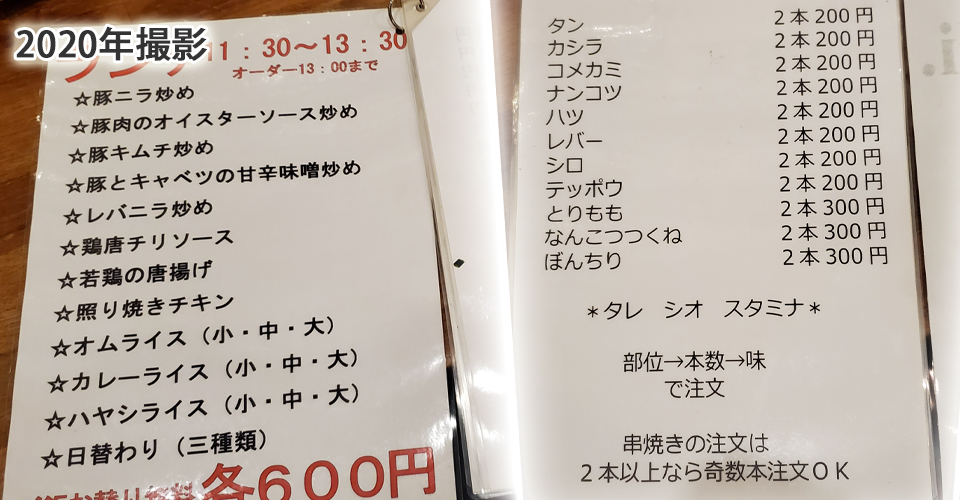 2020年撮影
ランチ11：30～13：30
オーダー13：00まで
☆豚ニラ炒め
☆豚肉のオイスターソース炒め
☆豚キムチ炒め
☆豚とキャベツの甘辛味噌炒め
☆レバニラ炒め
☆鶏唐チリソース
☆若鶏の唐揚げ
☆照り焼きチキン
☆オムライス（小・中・大）
☆カレーライス（小・中・大）
☆ハヤシライス（小・中・大）
☆日替わり（三種類）
各600円
タン 2本200円
カシラ 2本200円
コメカミ 2本200円
ナンコツ 2本200円
ハツ 2本200円
レバー 2本200円
シロ 2本200円
テッポウ 2本200円
とりもも 2本300円
なんこつつくね 2本300円
ぼんちり 2本300円
＊タレ シオ スタミナ＊
部位→本数→味
で注文
串焼きの注文は
2本以上なら奇数本注文OK